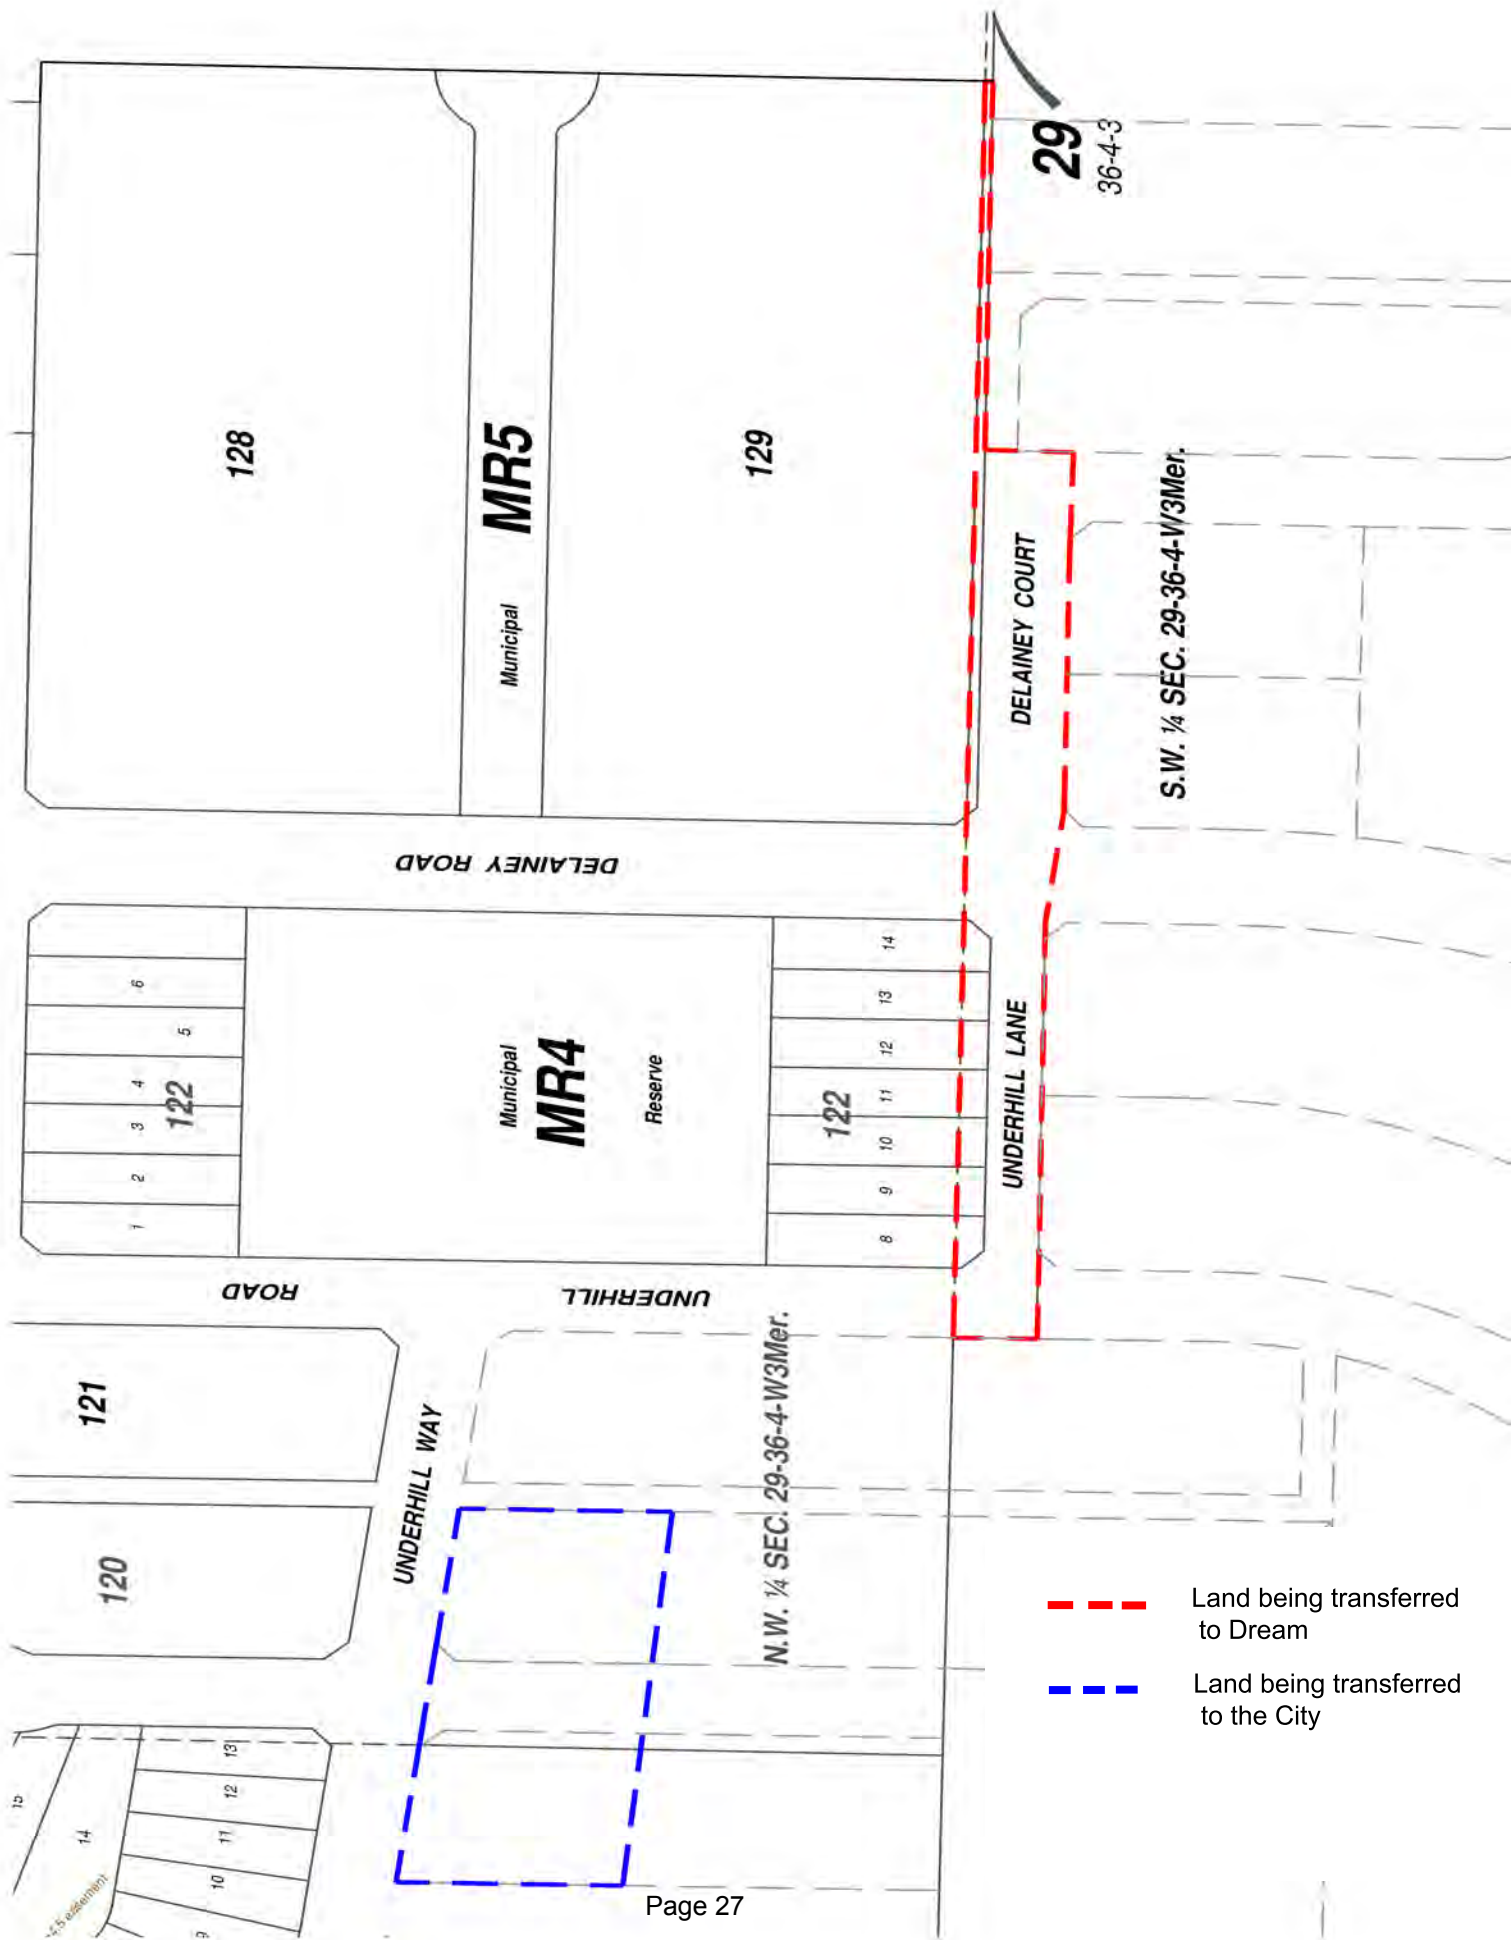 29
36-4-3
128
MR5
Municipal
129
DELAINEY COURT
S.W. ¼ SEC. 29-36-4-W3Mer.
DELAINEY ROAD
6
5
4
3
2
1
122
Municipal
MR4
Reserve
122
14
13
12
11
10
9
8
UNDERHILL LANE
ROAD
UNDERHILL
121
120
UNDERHILL WAY
N.W. ¼ SEC. 29-36-4-W3Mer.
Land being transferred
to Dream
Land being transferred
to the City
15
14
13
12
11
10
9
easement
Page 27